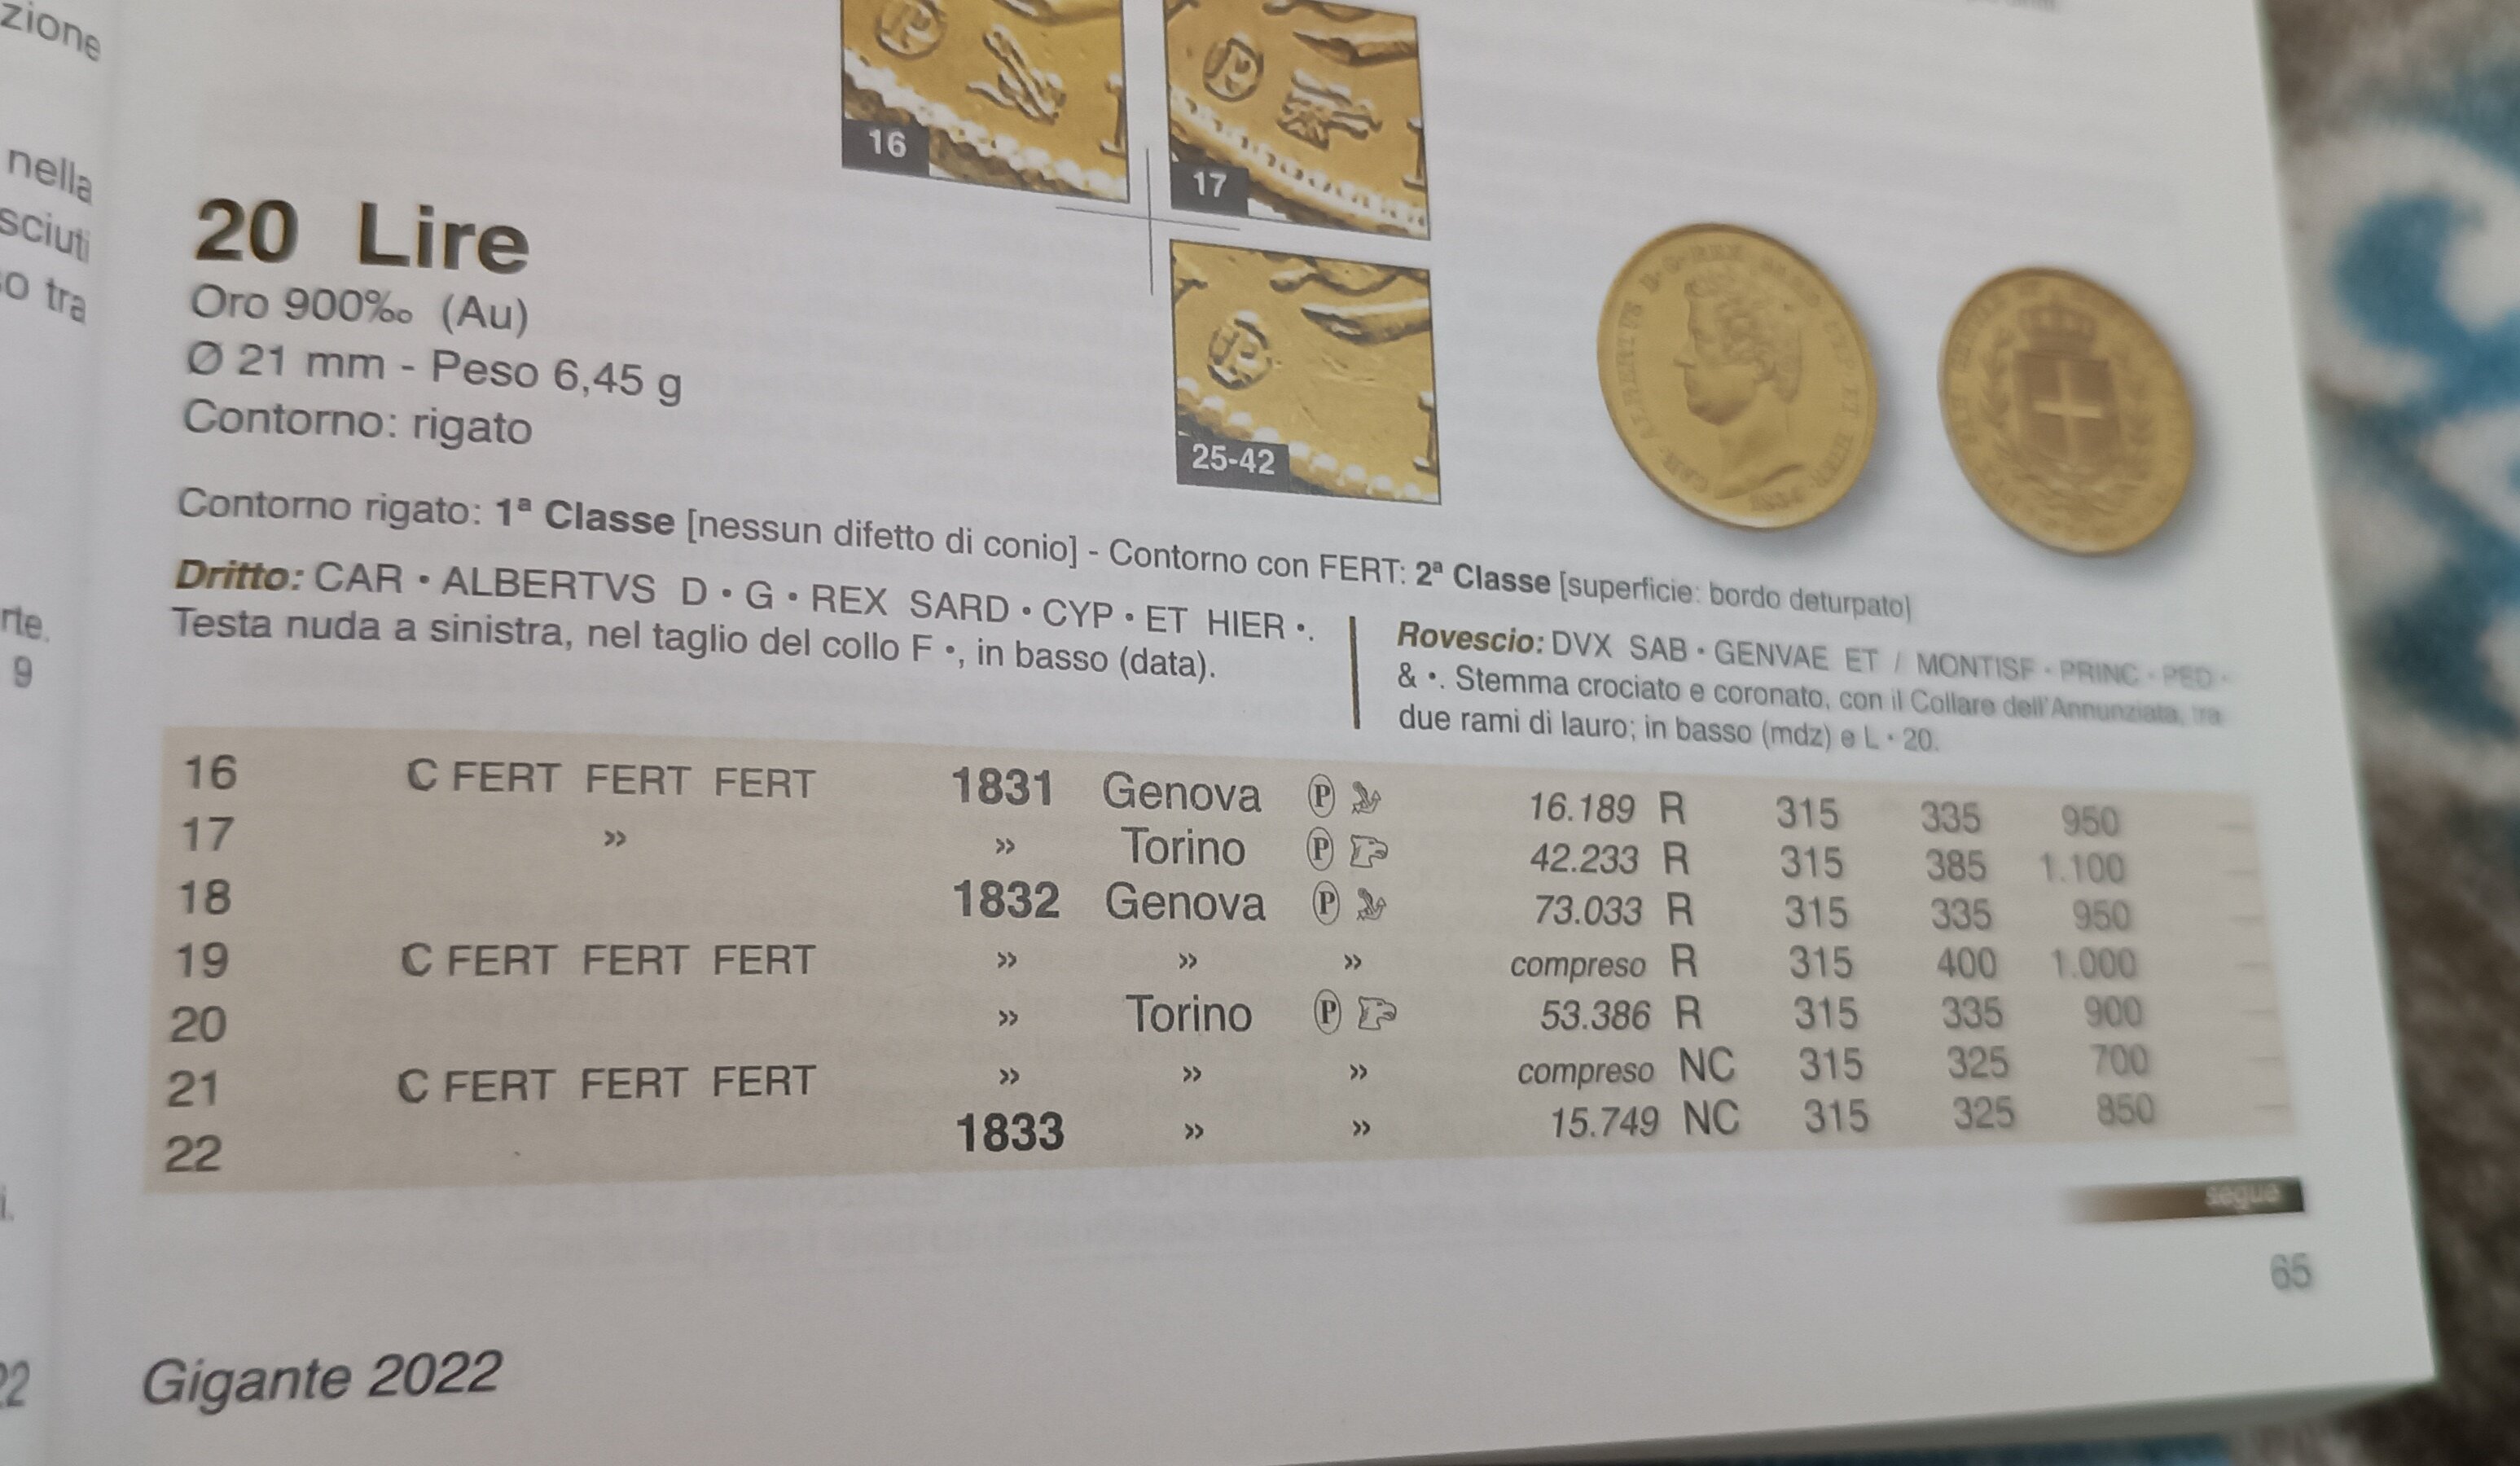 zione
nella
sciuti
o tra
rte.
9
i.
22
16
17
25-42
20 Lire
Oro 900‰ (Au)
Ø 21 mm - Peso 6,45 g
Contorno: rigato
Contorno rigato: 1ª Classe [nessun difetto di conio] - Contorno con FERT: 2ª Classe [superficie: bordo deturpato]
Dritto: CAR • ALBERTVS D • G • REX SARD • CYP • ET HIER •.
Testa nuda a sinistra, nel taglio del collo F •, in basso (data).
Rovescio: DVX SAB • GENVAE ET / MONTISF • PRINC • PED •
& •. Stemma crociato e coronato, con il Collare dell'Annunziata, tra
due rami di lauro; in basso (mdz) e L • 20.
16 C FERT FERT FERT 1831 Genova P 16.189 R 315 335 950 —
17 » » Torino P 42.233 R 315 385 1.100 —
18 1832 Genova P 73.033 R 315 335 950 —
19 C FERT FERT FERT » » » compreso R 315 400 1.000 —
20 » Torino P 53.386 R 315 335 900 —
21 C FERT FERT FERT » » » compreso NC 315 325 700 —
22 1833 » » 15.749 NC 315 325 850 —
segue
65
Gigante 2022